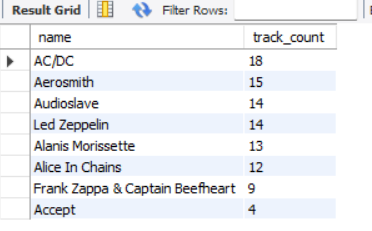 Result Grid Filter Rows:
name track_count
AC/DC 18
Aerosmith 15
Audioslave 14
Led Zeppelin 14
Alanis Morissette 13
Alice In Chains 12
Frank Zappa & Captain Beefheart 9
Accept 4